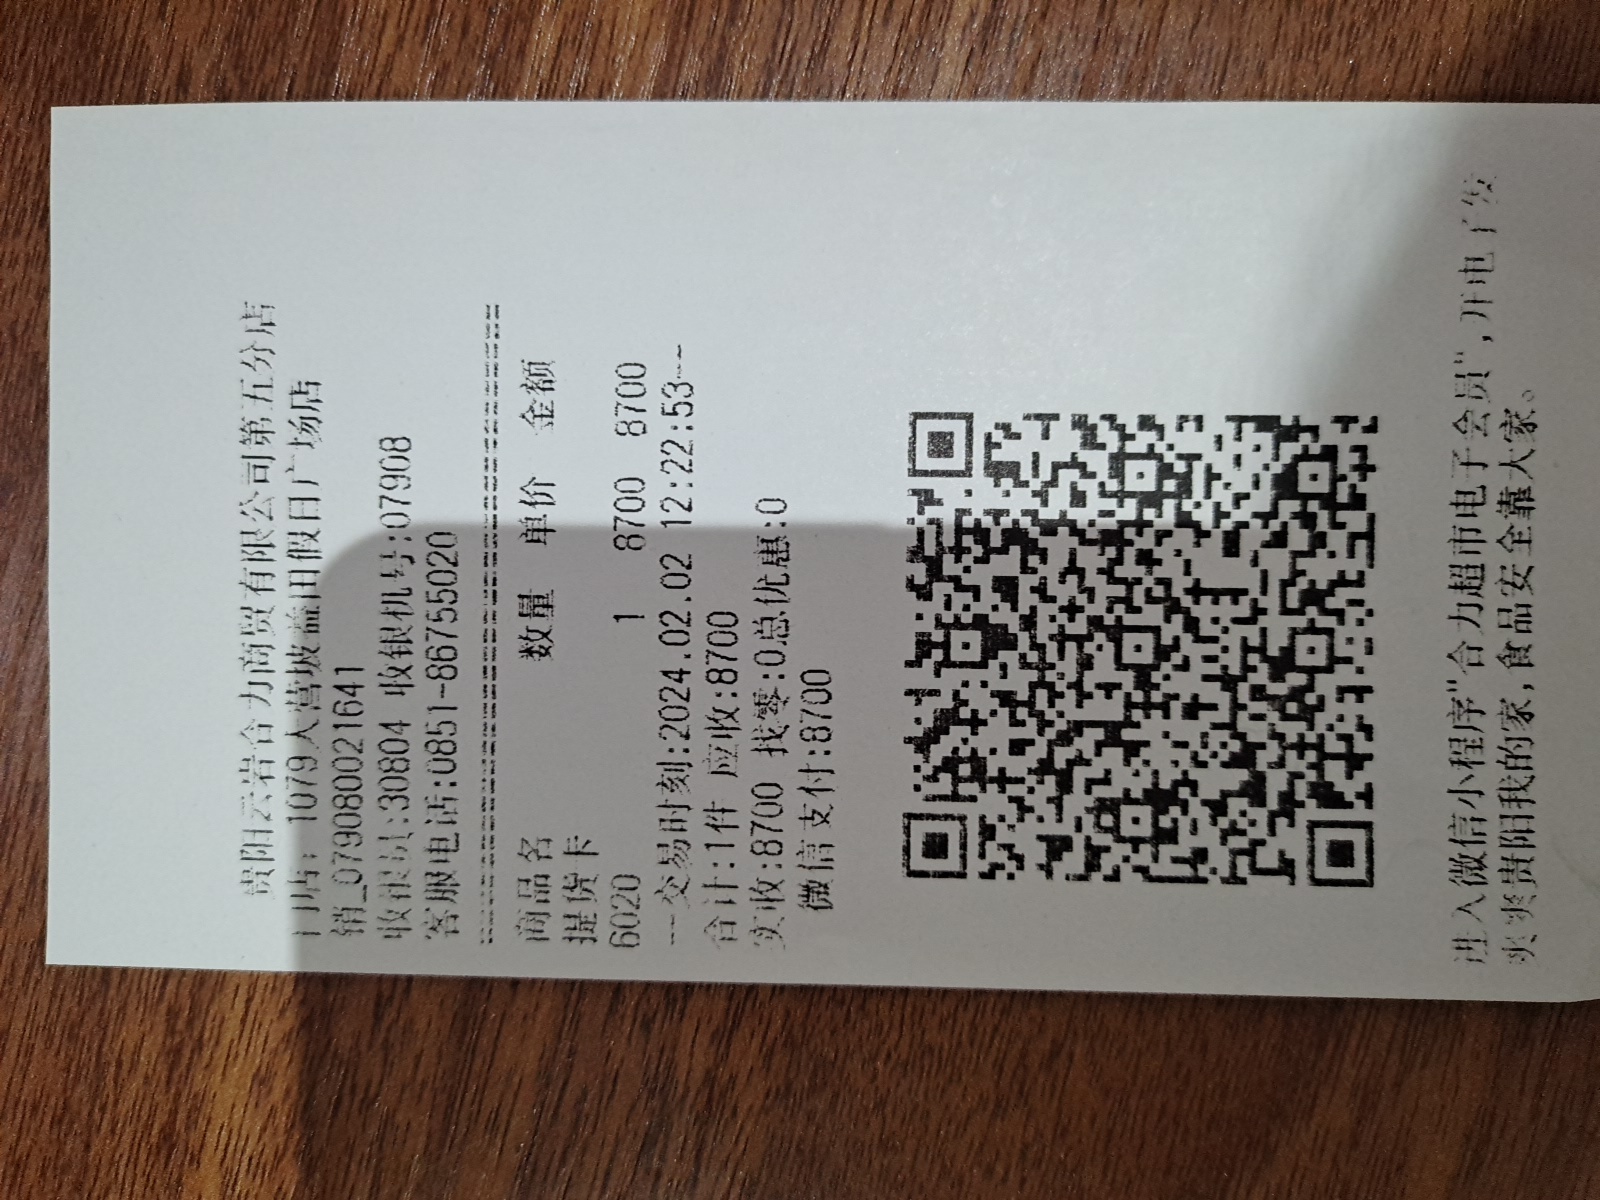 贵阳云岩合力商贸有限公司第五分店
门店: 1079大营坡益田假日广场店
销_0790800021641
收银员:30804 收银机号:07908
客服电话:0851-86755020
商品名 数量 单价 金额
提货卡
6020 1 8700 8700
--交易时刻:2024.02.02 12:22:53--
合计:1件 应收:8700
实收:8700 找零:0总优惠:0
微信支付:8700
进入微信小程序"合力超市电子会员",开电子发
爽爽贵阳我的家,食品安全靠大家。